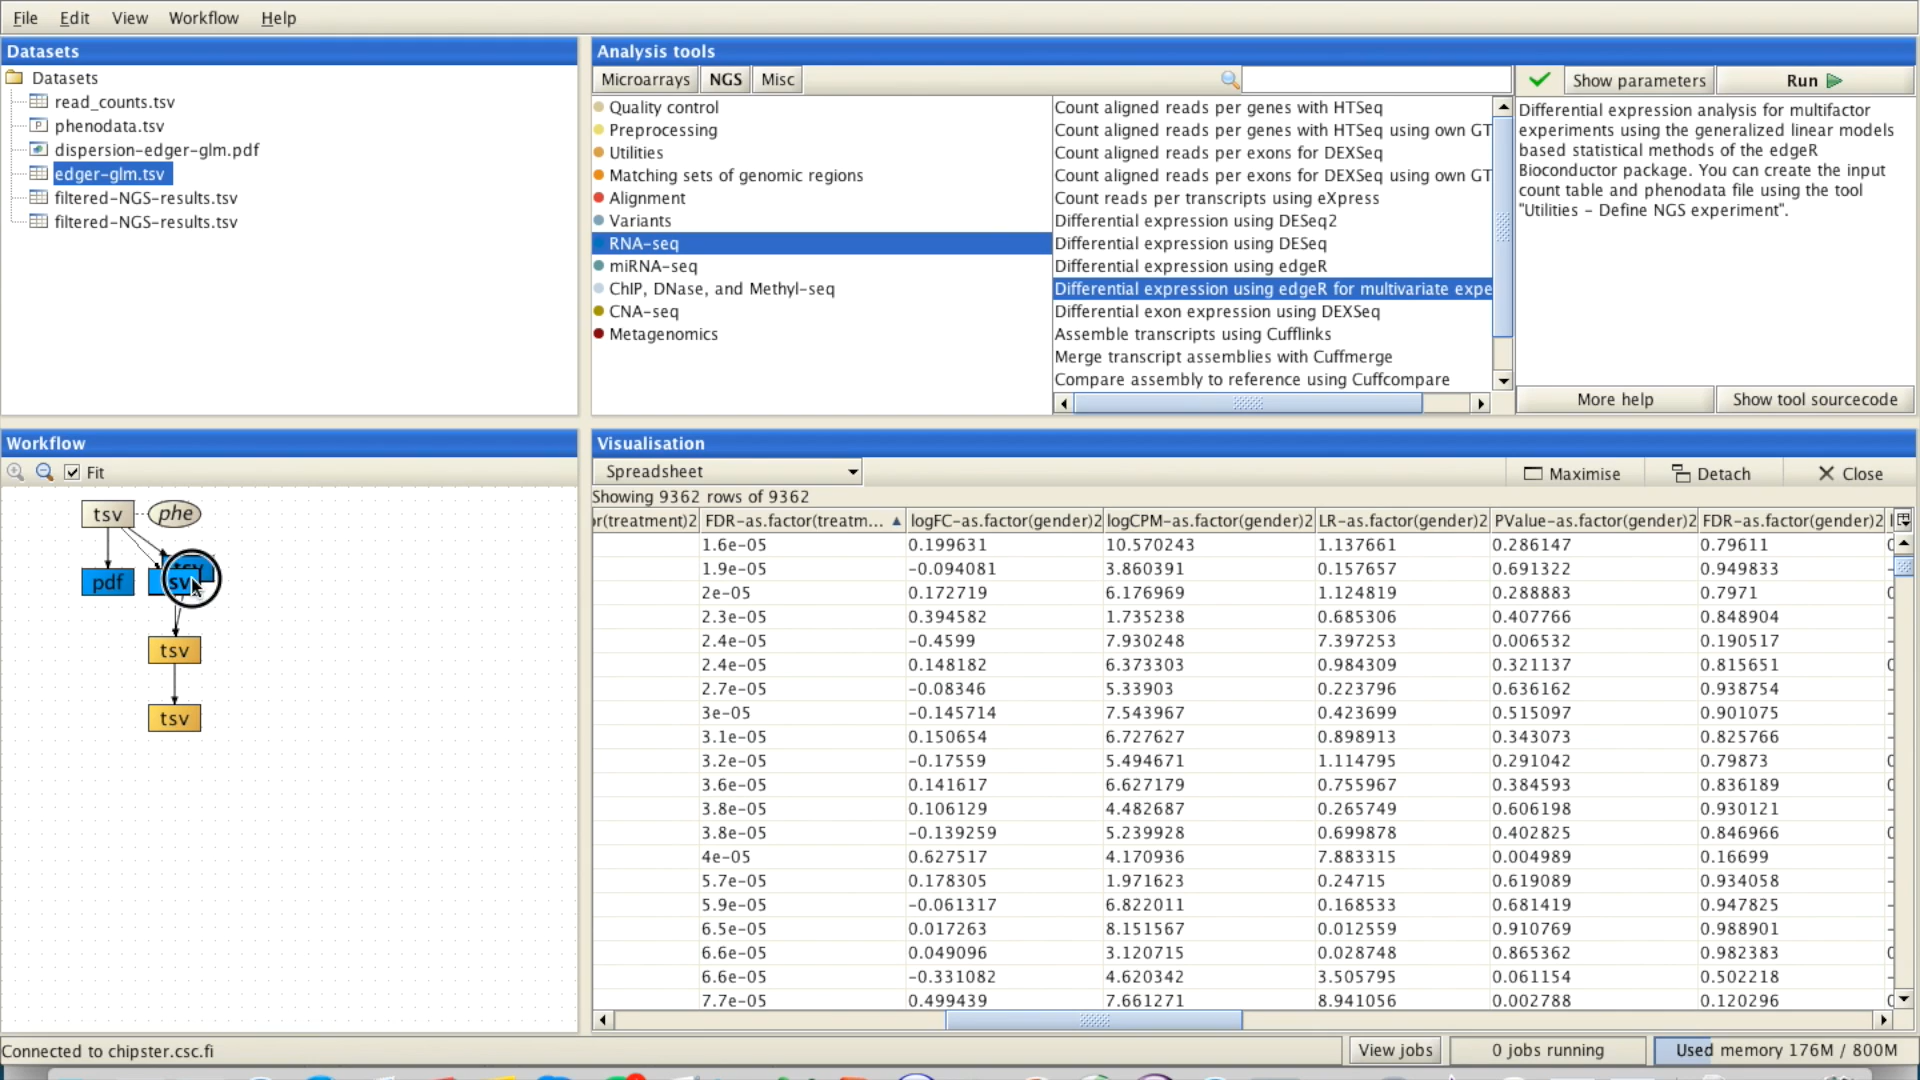 File Edit View Workflow Help
Datasets
Datasets
read_counts.tsv
phenodata.tsv
dispersion-edger-glm.pdf
edger-glm.tsv
filtered-NGS-results.tsv
filtered-NGS-results.tsv
Analysis tools
Microarrays NGS Misc
Quality control
Preprocessing
Utilities
Matching sets of genomic regions
Alignment
Variants
RNA-seq
miRNA-seq
ChIP, DNase, and Methyl-seq
CNA-seq
Metagenomics
Count aligned reads per genes with HTSeq
Count aligned reads per genes with HTSeq using own GT
Count aligned reads per exons for DEXSeq
Count aligned reads per exons for DEXSeq using own GT
Count reads per transcripts using eXpress
Differential expression using DESeq2
Differential expression using DESeq
Differential expression using edgeR
Differential expression using edgeR for multivariate expe
Differential exon expression using DEXSeq
Assemble transcripts using Cufflinks
Merge transcript assemblies with Cuffmerge
Compare assembly to reference using Cuffcompare
Show parameters Run
Differential expression analysis for multifactor
experiments using the generalized linear models
based statistical methods of the edgeR
Bioconductor package. You can create the input
count table and phenodata file using the tool
"Utilities - Define NGS experiment".
More help Show tool sourcecode
Workflow
Fit
tsv phe
pdf
tsv
tsv
Visualisation
Spreadsheet Maximise Detach Close
Showing 9362 rows of 9362
or(treatment)2 FDR-as.factor(treatm... logFC-as.factor(gender)2 logCPM-as.factor(gender)2 LR-as.factor(gender)2 PValue-as.factor(gender)2 FDR-as.factor(gender)2
1.6e-05 0.199631 10.570243 1.137661 0.286147 0.79611
1.9e-05 -0.094081 3.860391 0.157657 0.691322 0.949833
2e-05 0.172719 6.176969 1.124819 0.288883 0.7971
2.3e-05 0.394582 1.735238 0.685306 0.407766 0.848904
2.4e-05 -0.4599 7.930248 7.397253 0.006532 0.190517
2.4e-05 0.148182 6.373303 0.984309 0.321137 0.815651
2.7e-05 -0.08346 5.33903 0.223796 0.636162 0.938754
3e-05 -0.145714 7.543967 0.423699 0.515097 0.901075
3.1e-05 0.150654 6.727627 0.898913 0.343073 0.825766
3.2e-05 -0.17559 5.494671 1.114795 0.291042 0.79873
3.6e-05 0.141617 6.627179 0.755967 0.384593 0.836189
3.8e-05 0.106129 4.482687 0.265749 0.606198 0.930121
3.8e-05 -0.139259 5.239928 0.699878 0.402825 0.846966
4e-05 0.627517 4.170936 7.883315 0.004989 0.16699
5.7e-05 0.178305 1.971623 0.24715 0.619089 0.934058
5.9e-05 -0.061317 6.822011 0.168533 0.681419 0.947825
6.5e-05 0.017263 8.151567 0.012559 0.910769 0.988901
6.6e-05 0.049096 3.120715 0.028748 0.865362 0.982383
6.6e-05 -0.331082 4.620342 3.505795 0.061154 0.502218
7.7e-05 0.499439 7.661271 8.941056 0.002788 0.120296
Connected to chipster.csc.fi View jobs 0 jobs running Used memory 176M / 800M